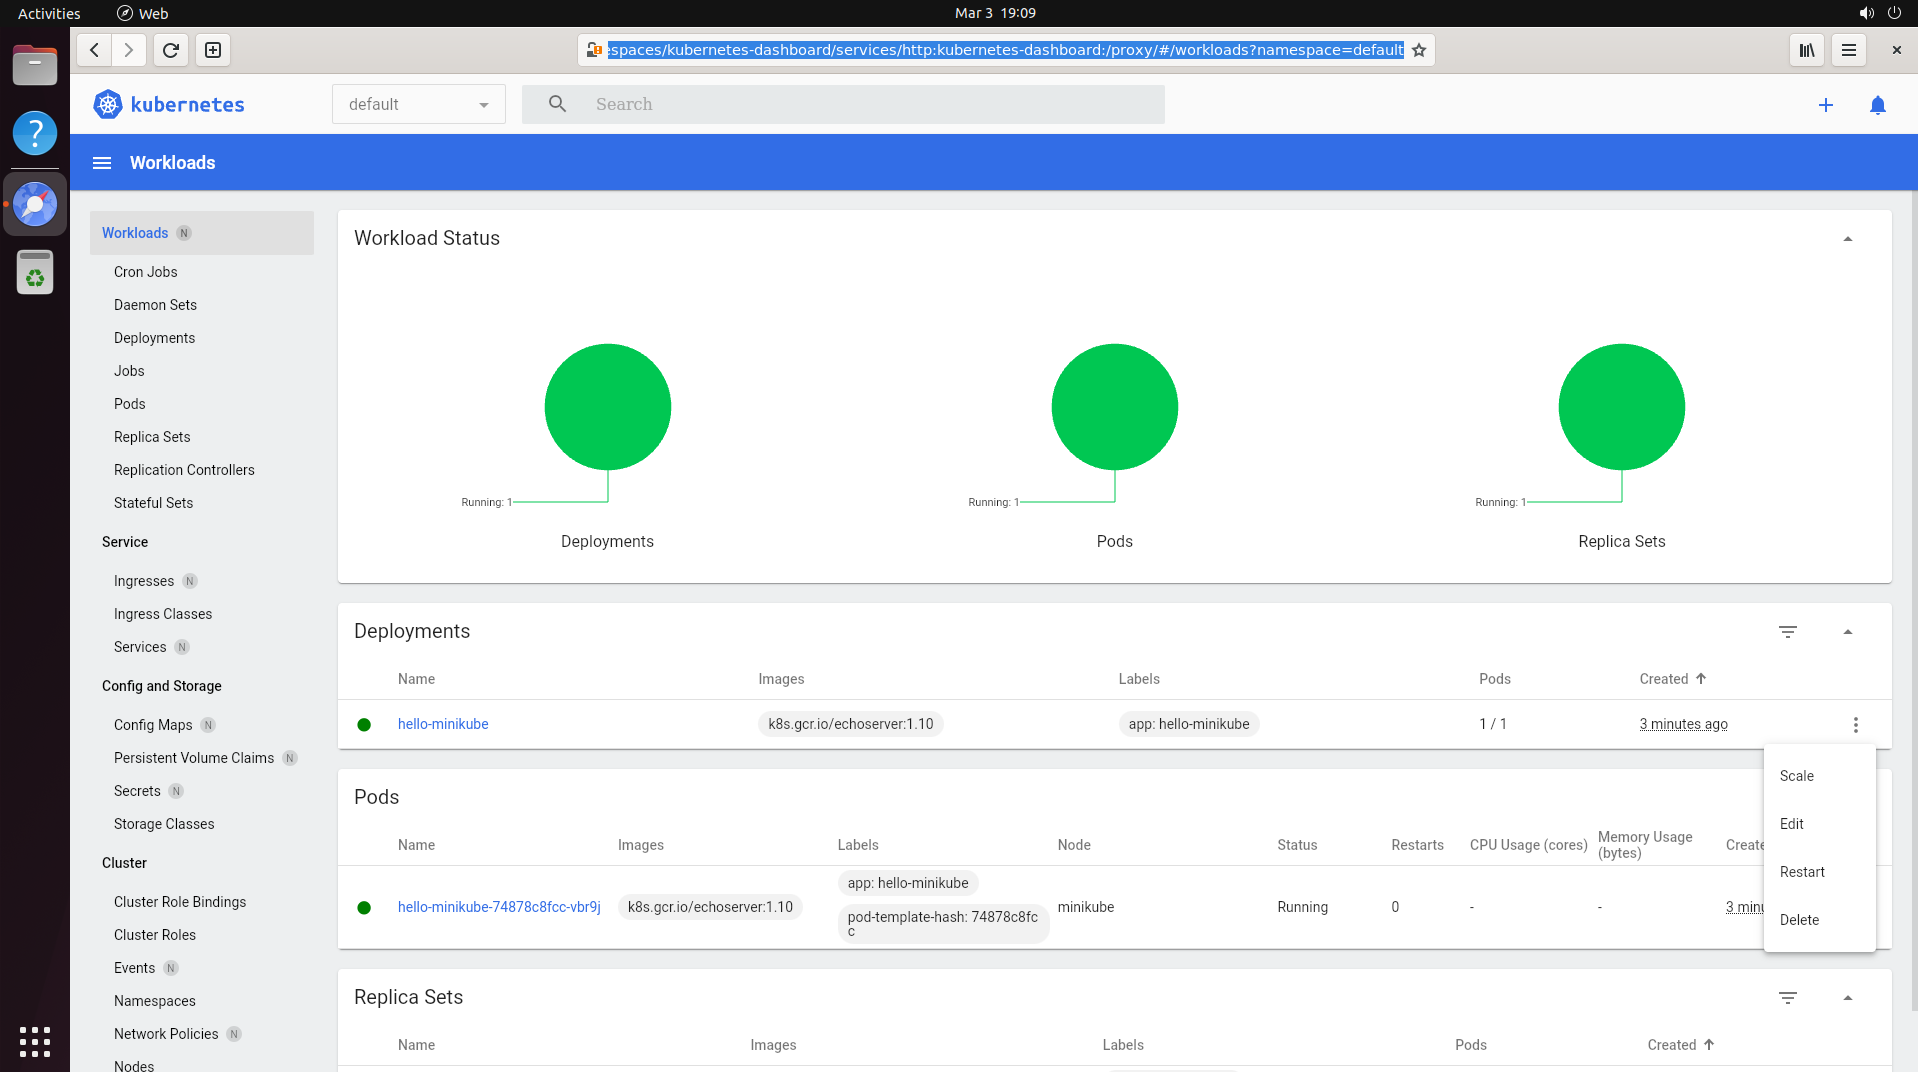 Activities
Web
Mar 3 19:09
espaces/kubernetes-dashboard/services/http:kubernetes-dashboard:/proxy/#/workloads?namespace=default
kubernetes
default
Search
Workloads
Workloads N
Cron Jobs
Daemon Sets
Deployments
Jobs
Pods
Replica Sets
Replication Controllers
Stateful Sets
Service
Ingresses N
Ingress Classes
Services N
Config and Storage
Config Maps N
Persistent Volume Claims N
Secrets N
Storage Classes
Cluster
Cluster Role Bindings
Cluster Roles
Events N
Namespaces
Network Policies N
Nodes
Workload Status
Running: 1
Deployments
Running: 1
Pods
Running: 1
Replica Sets
Deployments
Name Images Labels Pods Created
hello-minikube k8s.gcr.io/echoserver:1.10 app: hello-minikube 1 / 1 3 minutes ago
Scale
Edit
Restart
Delete
Pods
Name Images Labels Node Status Restarts CPU Usage (cores) Memory Usage
(bytes) Create
hello-minikube-74878c8fcc-vbr9j k8s.gcr.io/echoserver:1.10
app: hello-minikube
pod-template-hash: 74878c8fc
c
minikube Running 0 - - 3 minu
Replica Sets
Name Images Labels Pods Created